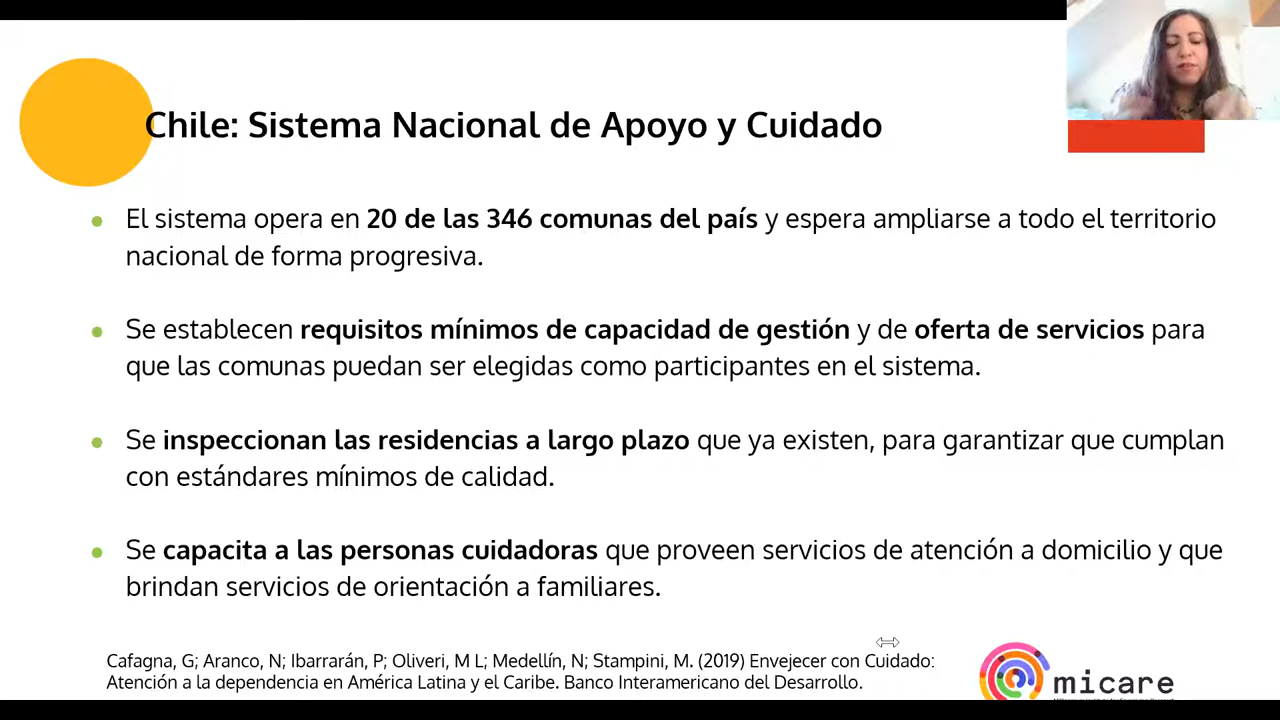 Chile: Sistema Nacional de Apoyo y Cuidado
El sistema opera en 20 de las 346 comunas del país y espera ampliarse a todo el territorio
nacional de forma progresiva.
Se establecen requisitos mínimos de capacidad de gestión y de oferta de servicios para
que las comunas puedan ser elegidas como participantes en el sistema.
Se inspeccionan las residencias a largo plazo que ya existen, para garantizar que cumplan
con estándares mínimos de calidad.
Se capacita a las personas cuidadoras que proveen servicios de atención a domicilio y que
brindan servicios de orientación a familiares.
Cafagna, G; Aranco, N; Ibarrarán, P; Oliveri, M L; Medellín, N; Stampini, M. (2019) Envejecer con Cuidado:
Atención a la dependencia en América Latina y el Caribe. Banco Interamericano del Desarrollo.
micare